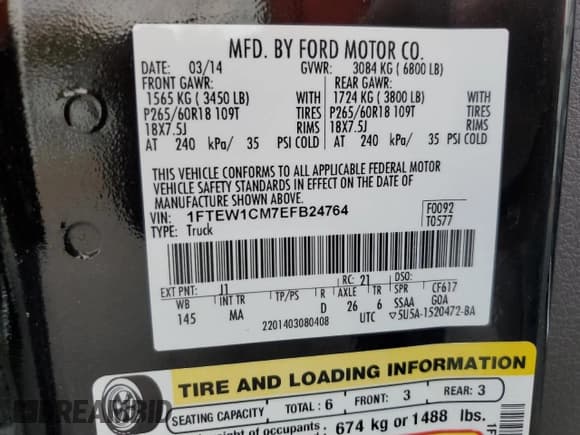 MFD. BY FORD MOTOR CO.
DATE: 03/14 GVWR: 3084 KG ( 6800 LB)
FRONT GAWR: REAR GAWR:
1565 KG ( 3450 LB) WITH 1724 KG ( 3800 LB) WITH
P265/60R18 109T TIRES P265/60R18 109T TIRES
18X7.5J RIMS 18X7.5J RIMS
AT 240 kPa/ 35 PSI COLD AT 240 kPa/ 35 PSI COLD
THIS VEHICLE CONFORMS TO ALL APPLICABLE FEDERAL MOTOR
VEHICLE SAFETY STANDARDS IN EFFECT ON THE DATE OF
MANUFACTURE SHOWN ABOVE.
VIN: 1FTEW1CM7EFB24764 F0092
TYPE: Truck T0577
EXT PNT: J1 RC: 21 DSO:
WB INT TR TP/PS R AXLE TR SPR CF617
145 MA D 26 6 SSAA G0A
2201403080408 UTC ▽5U5A-1520472-BA
TIRE AND LOADING INFORMATION
SEATING CAPACITY TOTAL: 6 FRONT: 3 REAR: 3
weight of occupants 674 kg or 1488 lbs.
DREAMBID